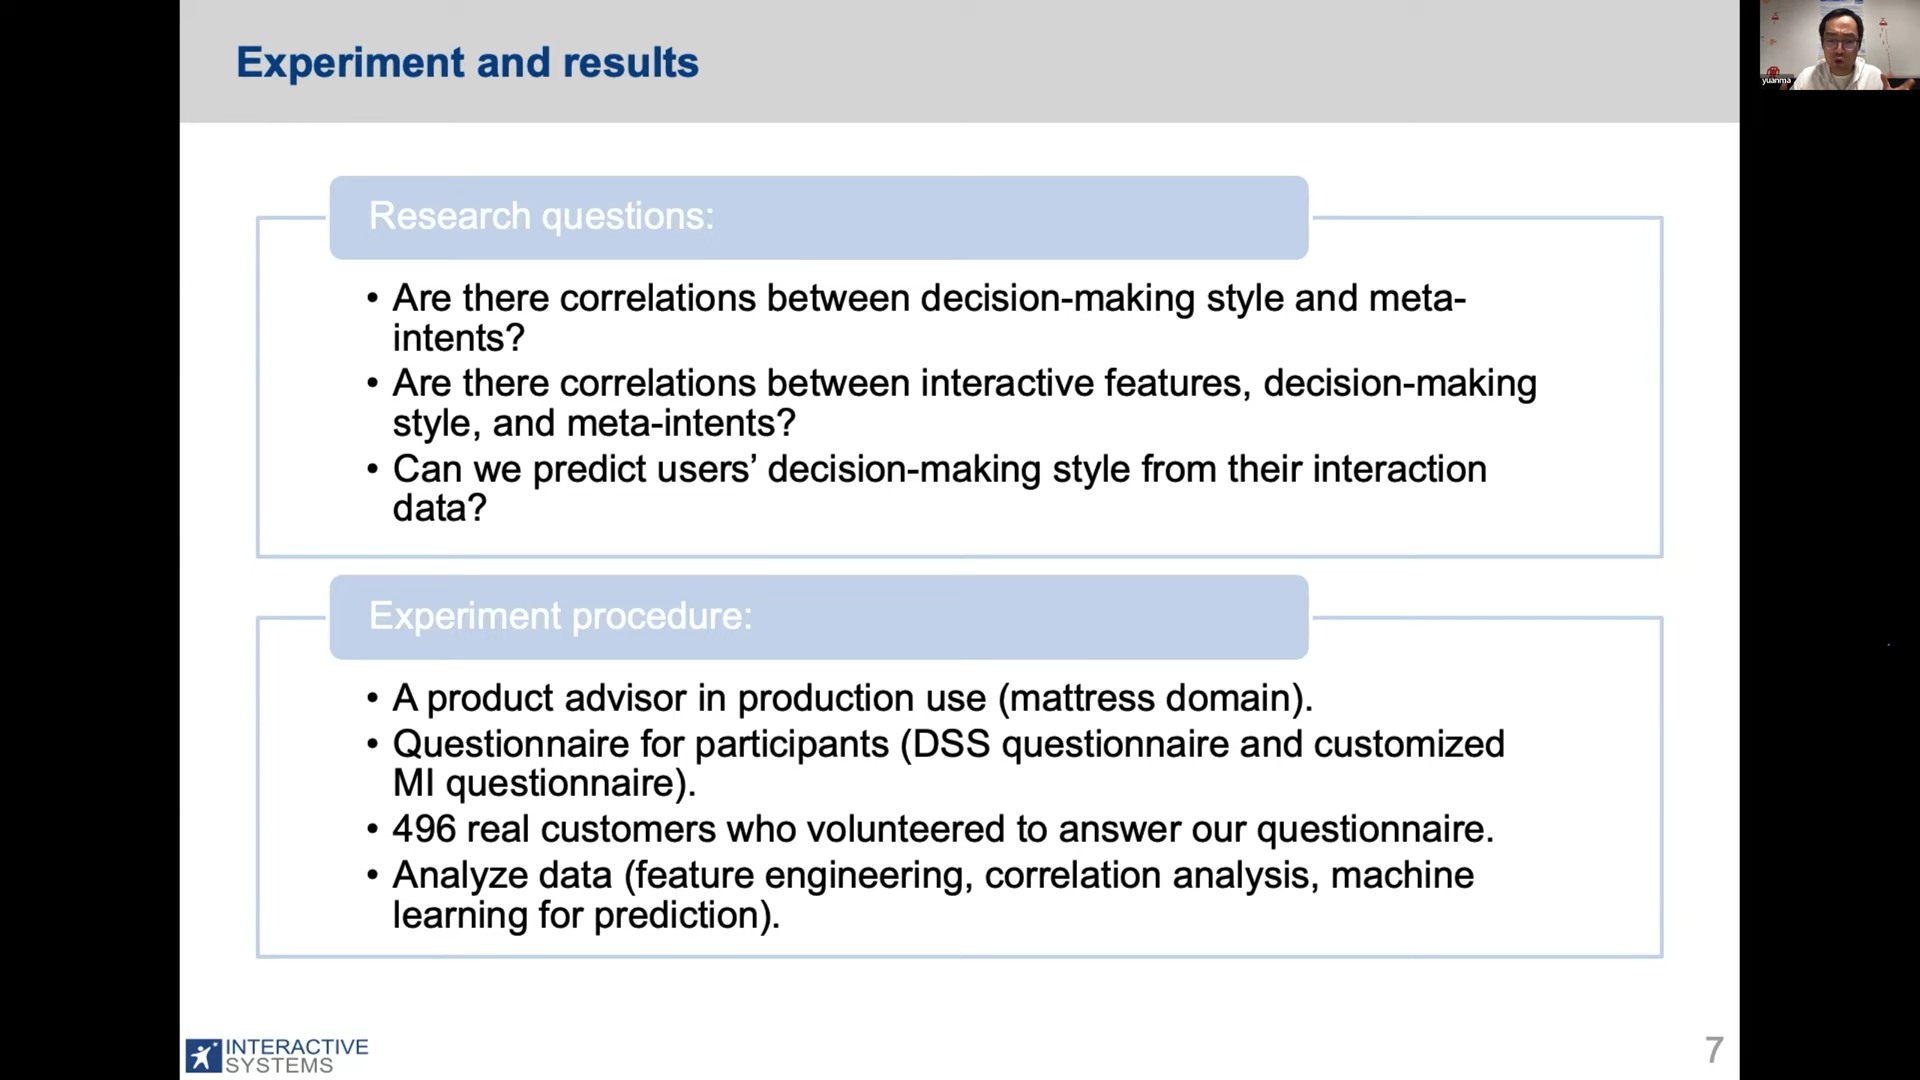 Experiment and results
yuanma
Research questions:
• Are there correlations between decision-making style and meta-
intents?
• Are there correlations between interactive features, decision-making
style, and meta-intents?
• Can we predict users’ decision-making style from their interaction
data?
Experiment procedure:
• A product advisor in production use (mattress domain).
• Questionnaire for participants (DSS questionnaire and customized
MI questionnaire).
• 496 real customers who volunteered to answer our questionnaire.
• Analyze data (feature engineering, correlation analysis, machine
learning for prediction).
INTERACTIVE
SYSTEMS
7